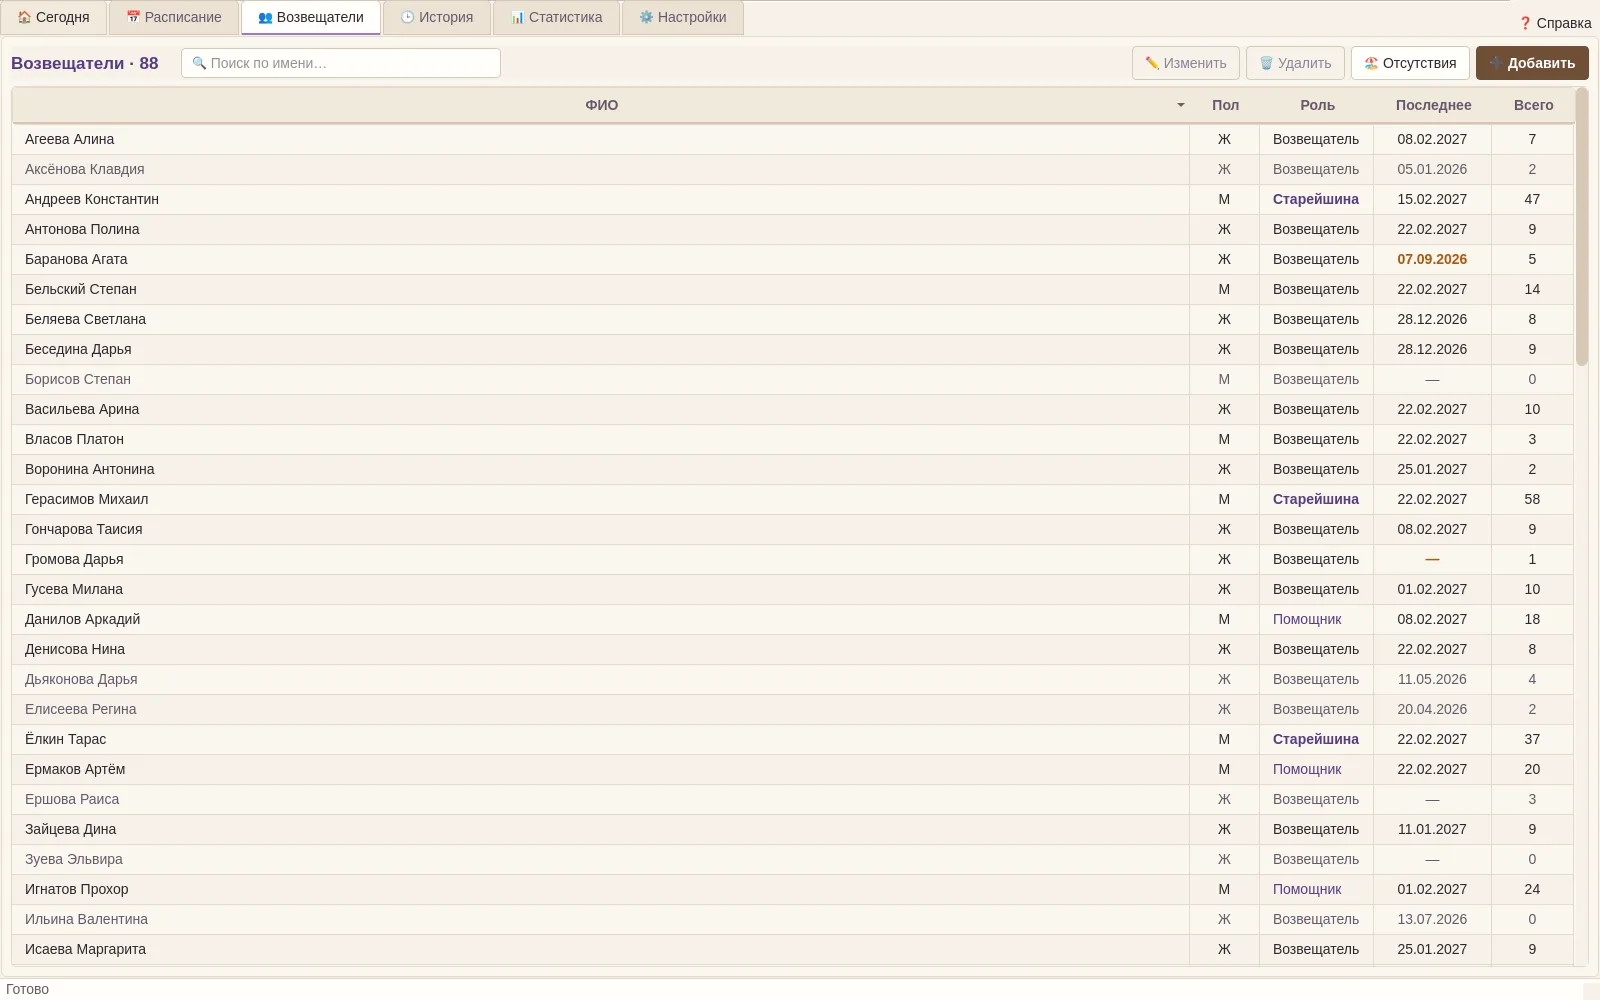 Сегодня Расписание Возвещатели История Статистика Настройки
Справка
Возвещатели · 88 Поиск по имени… Изменить Удалить Отсутствия Добавить
ФИО Пол Роль Последнее Всего
Агеева Алина Ж Возвещатель 08.02.2027 7
Аксёнова Клавдия Ж Возвещатель 05.01.2026 2
Андреев Константин М Старейшина 15.02.2027 47
Антонова Полина Ж Возвещатель 22.02.2027 9
Баранова Агата Ж Возвещатель 07.09.2026 5
Бельский Степан М Возвещатель 22.02.2027 14
Беляева Светлана Ж Возвещатель 28.12.2026 8
Беседина Дарья Ж Возвещатель 28.12.2026 9
Борисов Степан М Возвещатель — 0
Васильева Арина Ж Возвещатель 22.02.2027 10
Власов Платон М Возвещатель 22.02.2027 3
Воронина Антонина Ж Возвещатель 25.01.2027 2
Герасимов Михаил М Старейшина 22.02.2027 58
Гончарова Таисия Ж Возвещатель 08.02.2027 9
Громова Дарья Ж Возвещатель — 1
Гусева Милана Ж Возвещатель 01.02.2027 10
Данилов Аркадий М Помощник 08.02.2027 18
Денисова Нина Ж Возвещатель 22.02.2027 8
Дьяконова Дарья Ж Возвещатель 11.05.2026 4
Елисеева Регина Ж Возвещатель 20.04.2026 2
Ёлкин Тарас М Старейшина 22.02.2027 37
Ермаков Артём М Помощник 22.02.2027 20
Ершова Раиса Ж Возвещатель — 3
Зайцева Дина Ж Возвещатель 11.01.2027 9
Зуева Эльвира Ж Возвещатель — 0
Игнатов Прохор М Помощник 01.02.2027 24
Ильина Валентина Ж Возвещатель 13.07.2026 0
Исаева Маргарита Ж Возвещатель 25.01.2027 9
Готово